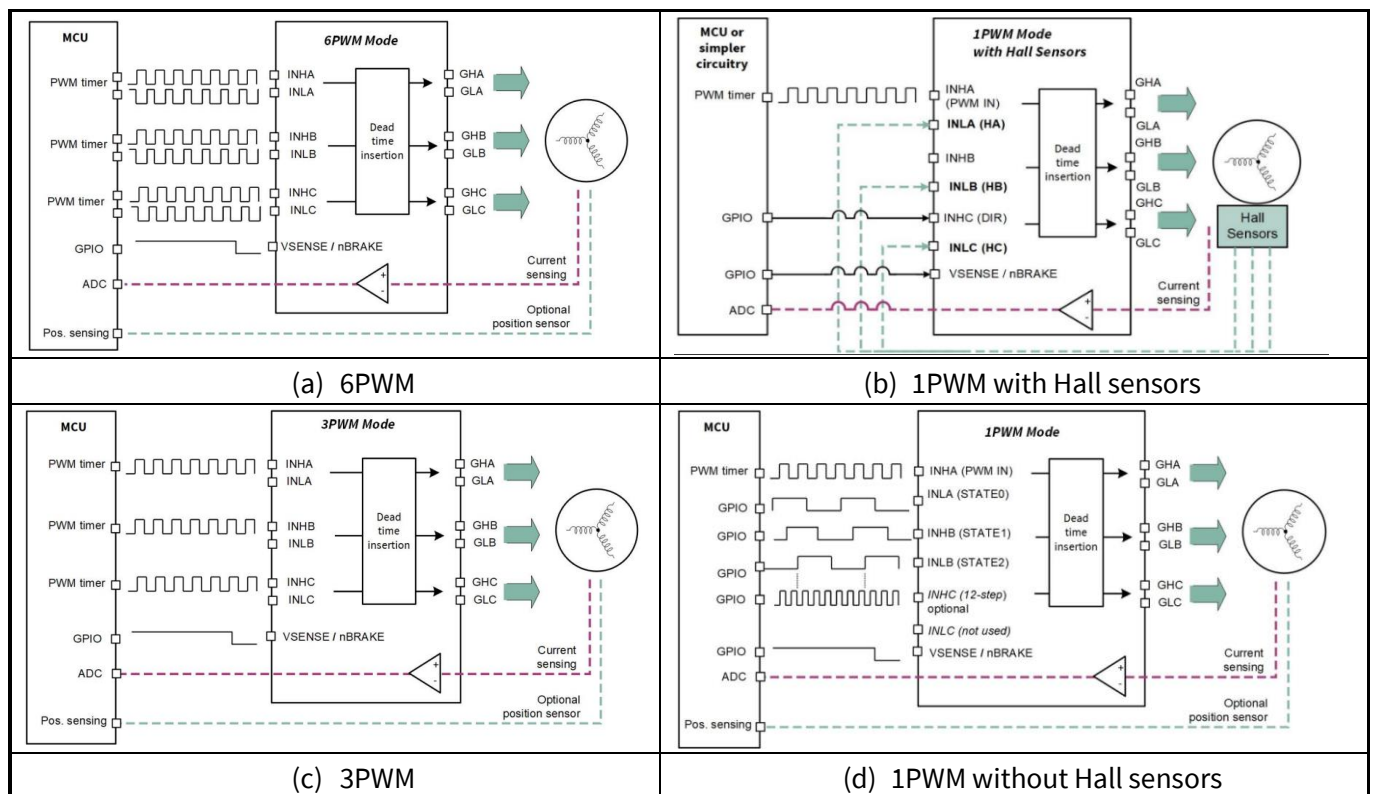 MCU
6PWM Mode
PWM timer
INHA
INLA
GHA
GLA
PWM timer
INHB
INLB
Dead
time
insertion
GHB
GLB
PWM timer
INHC
INLC
GHC
GLC
GPIO
VSENSE / nBRAKE
ADC
+
-
Current
sensing
Pos. sensing
Optional
position sensor
(a) 6PWM
MCU or
simpler
circuitry
1PWM Mode
with Hall Sensors
PWM timer
INHA
(PWM IN)
INLA (HA)
INHB
INLB (HB)
GPIO
INHC (DIR)
INLC (HC)
GPIO
VSENSE / nBRAKE
ADC
Dead
time
insertion
+
-
GHA
GLA
GHB
GLB
GHC
GLC
Hall
Sensors
Current
sensing
(b) 1PWM with Hall sensors
MCU
3PWM Mode
PWM timer
INHA
INLA
GHA
GLA
PWM timer
INHB
INLB
Dead
time
insertion
GHB
GLB
PWM timer
INHC
INLC
GHC
GLC
GPIO
VSENSE / nBRAKE
ADC
+
-
Current
sensing
Pos. sensing
Optional
position sensor
(c) 3PWM
MCU
1PWM Mode
PWM timer
INHA (PWM IN)
GPIO
INLA (STATE0)
GPIO
INHB (STATE1)
GPIO
INLB (STATE2)
GPIO
INHC (12-step)
optional
INLC (not used)
GPIO
VSENSE / nBRAKE
ADC
Pos. sensing
Dead
time
insertion
+
-
GHA
GLA
GHB
GLB
GHC
GLC
Current
sensing
Optional
position sensor
(d) 1PWM without Hall sensors